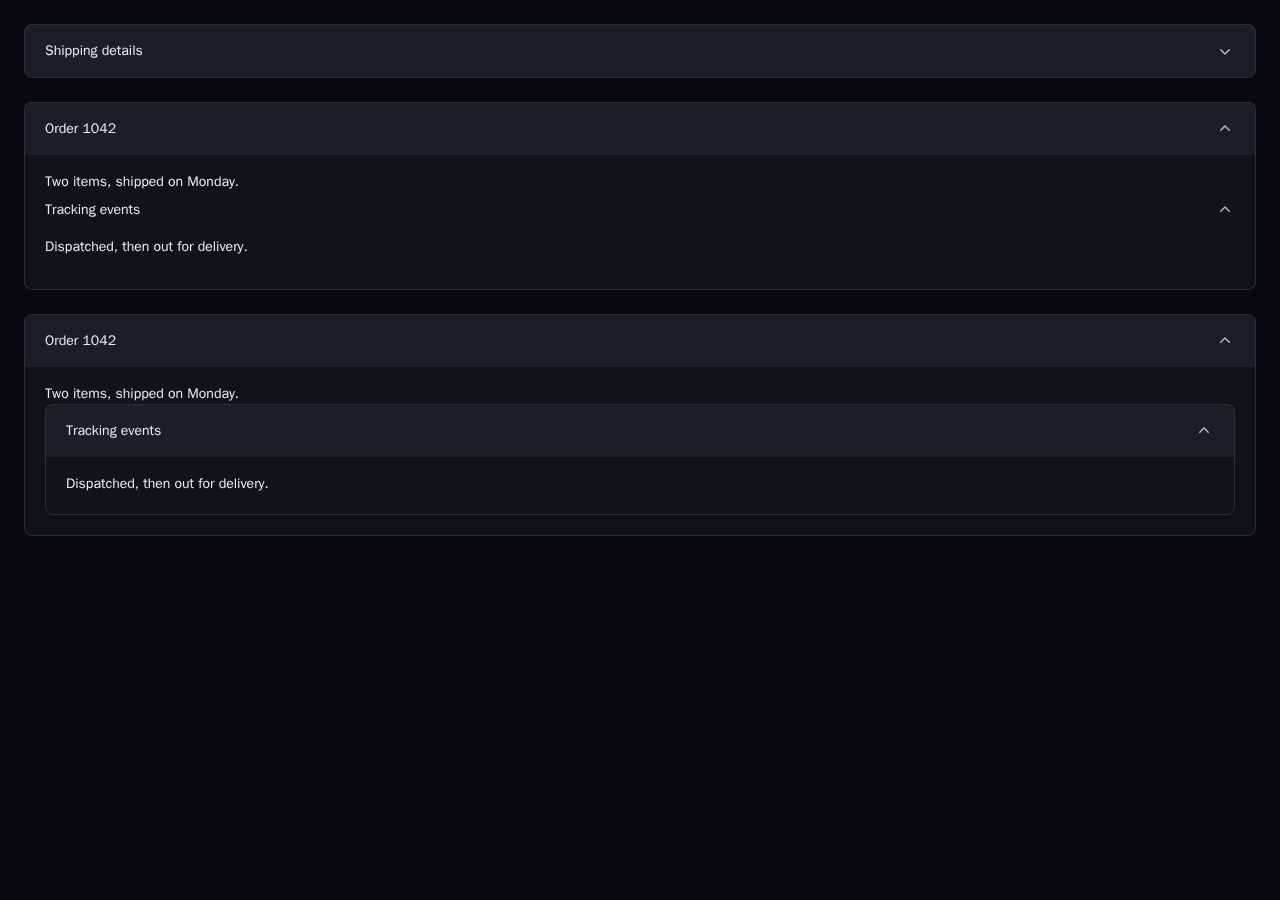 Shipping details
Order 1042
Two items, shipped on Monday.
Tracking events
Dispatched, then out for delivery.
Order 1042
Two items, shipped on Monday.
Tracking events
Dispatched, then out for delivery.